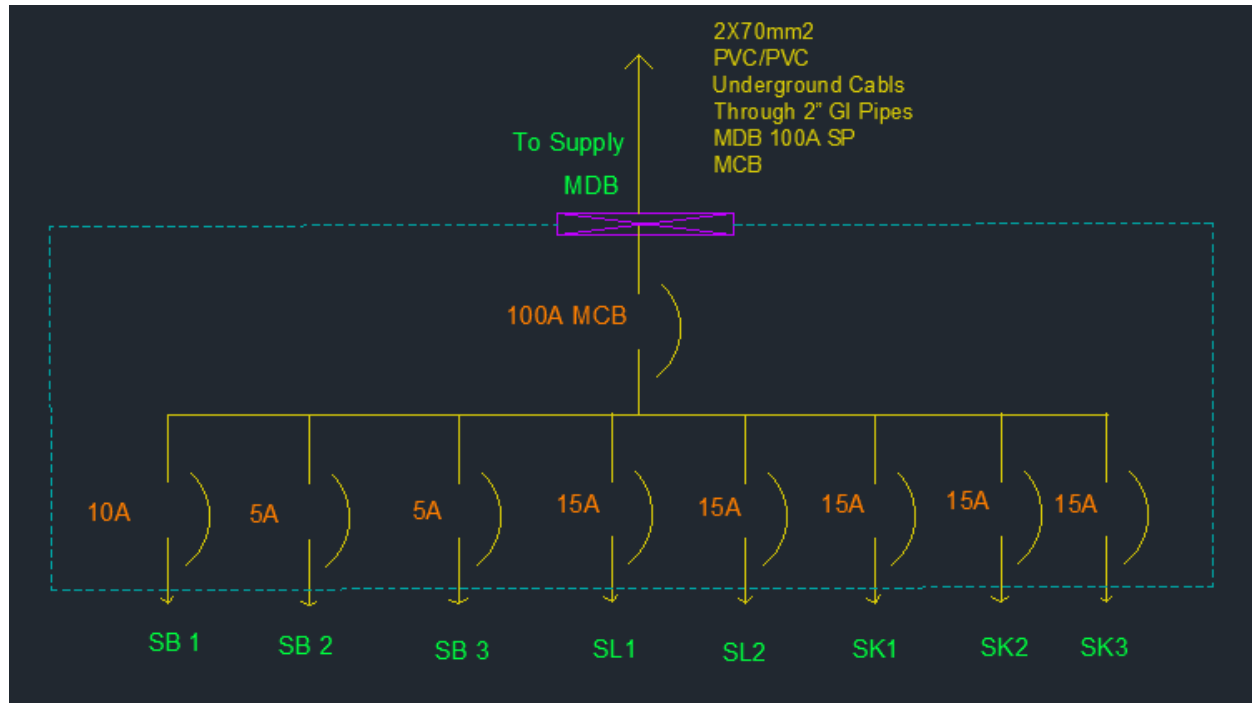 2X70mm2
PVC/PVC
Underground Cabls
Through 2" GI Pipes
MDB 100A SP
MCB
To Supply
MDB
100A MCB
10A
5A
5A
15A
15A
15A
15A
15A
SB 1
SB 2
SB 3
SL1
SL2
SK1
SK2
SK3